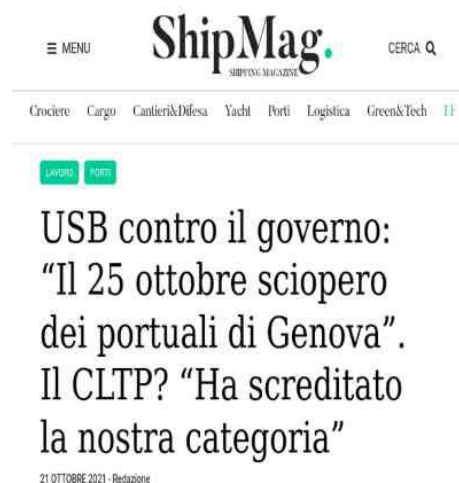 ≡ MENU
ShipMag.
SHIPPING MAGAZINE
CERCA
Crociere Cargo Cantieri&Difesa Yacht Porti Logistica Green&Tech
LAVORO PORTI
USB contro il governo:
“Il 25 ottobre sciopero
dei portuali di Genova”.
Il CLTP? “Ha screditato
la nostra categoria”
21 OTTOBRE 2021 - Redazione